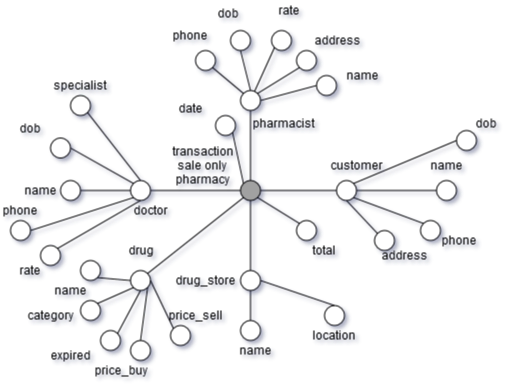 dob
rate
phone
address
name
pharmacist
specialist
date
dob
transaction
sale only
pharmacy
customer
dob
name
name
doctor
phone
phone
address
rate
drug
total
name
drug_store
category
price_sell
location
expired
name
price_buy